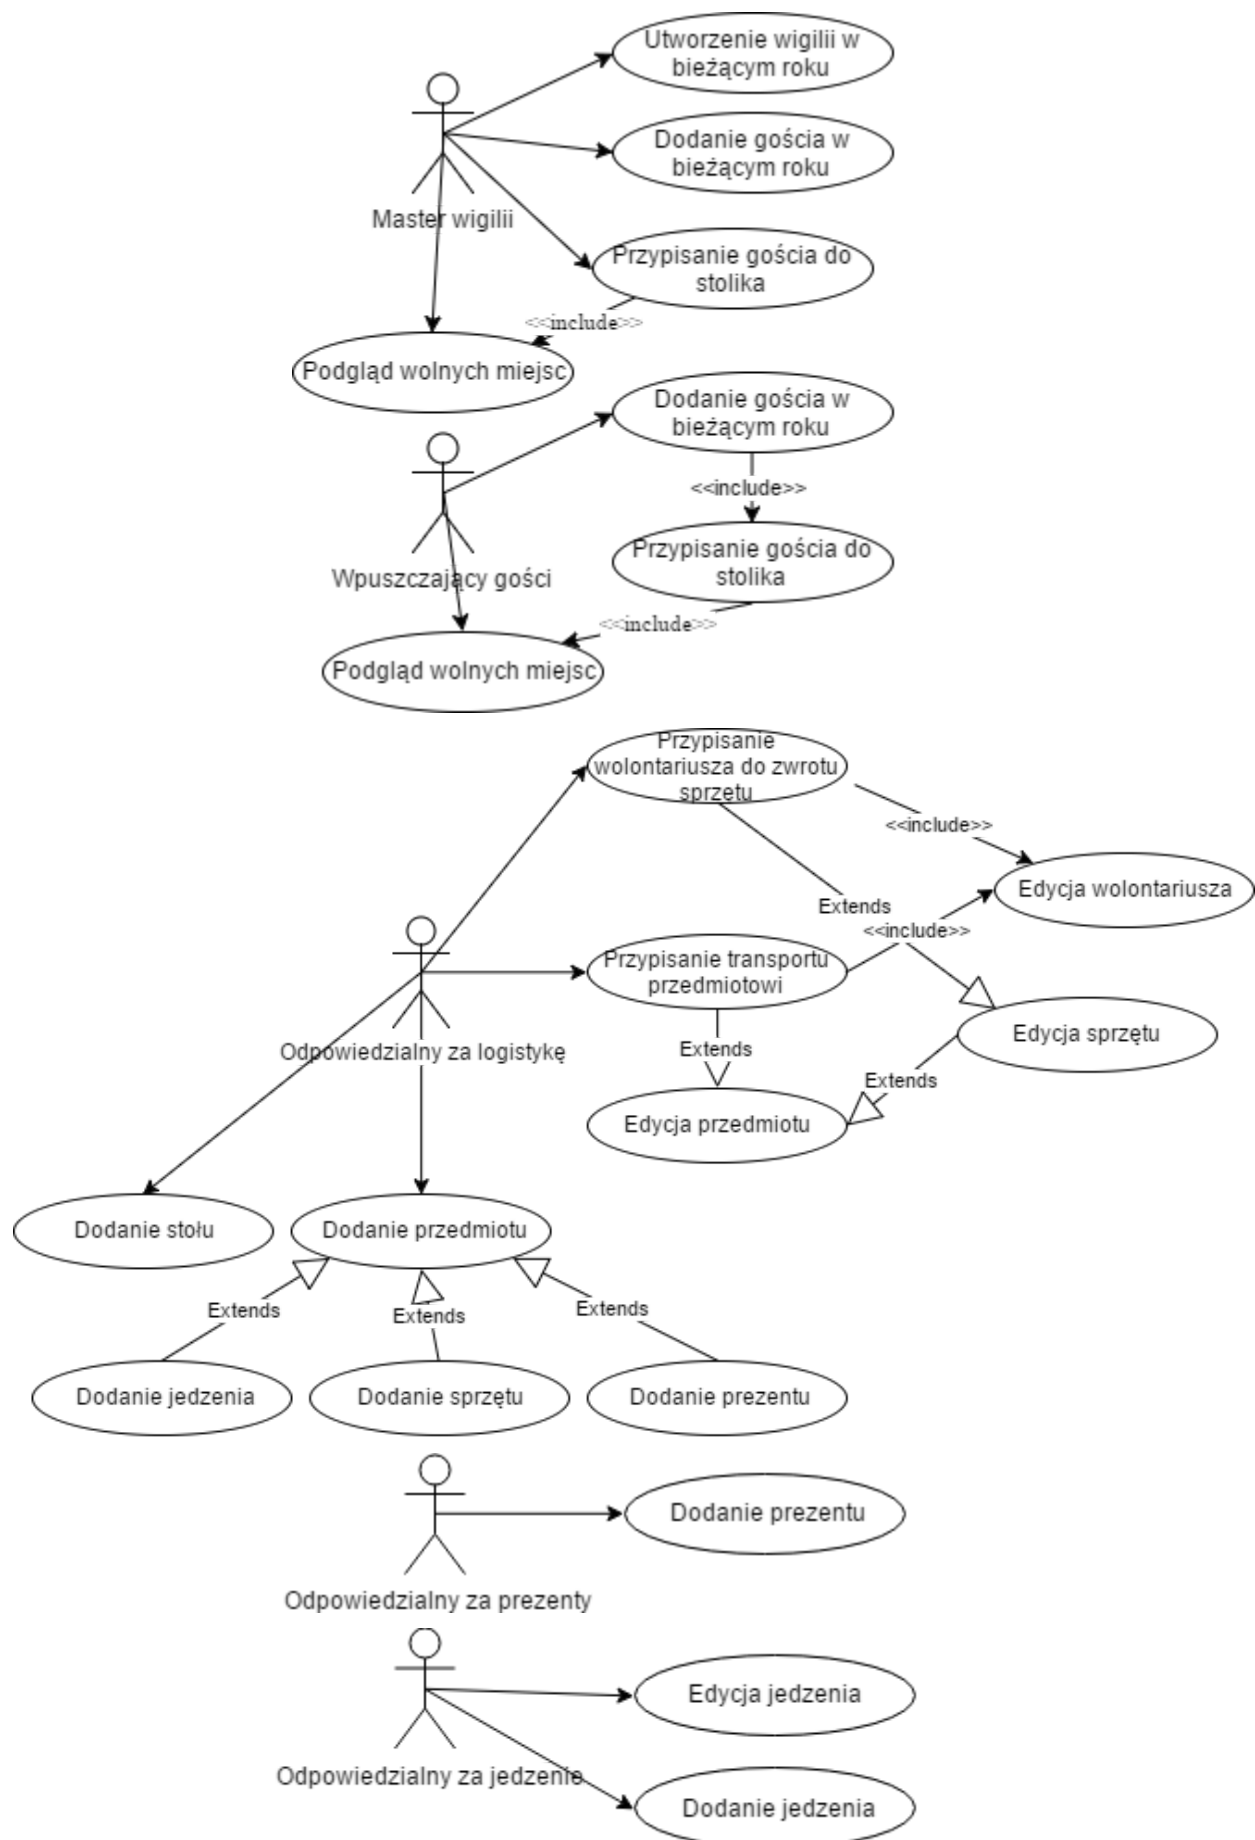 Utworzenie wigilii w
bieżącym roku
Dodanie gościa w
bieżącym roku
Master wigilii
Przypisanie gościa do
stolika
<<include>>
Podgląd wolnych miejsc
Dodanie gościa w
bieżącym roku
<<include>>
Przypisanie gościa do
stolika
Wpuszczający gości
<<include>>
Podgląd wolnych miejsc
Przypisanie
wolontariusza do zwrotu
sprzętu
<<include>>
Edycja wolontariusza
Extends
<<include>>
Przypisanie transportu
przedmiotowi
Edycja sprzętu
Odpowiedzialny za logistykę
Extends
Extends
Edycja przedmiotu
Dodanie stołu
Dodanie przedmiotu
Extends
Extends
Extends
Dodanie jedzenia
Dodanie sprzętu
Dodanie prezentu
Dodanie prezentu
Odpowiedzialny za prezenty
Edycja jedzenia
Odpowiedzialny za jedzenie
Dodanie jedzenia